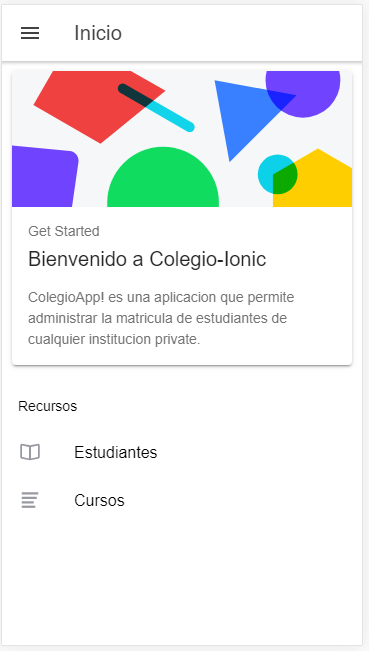 Inicio
Get Started
Bienvenido a Colegio-Ionic
ColegioApp! es una aplicacion que permite
administrar la matricula de estudiantes de
cualquier institucion private.
Recursos
Estudiantes
Cursos